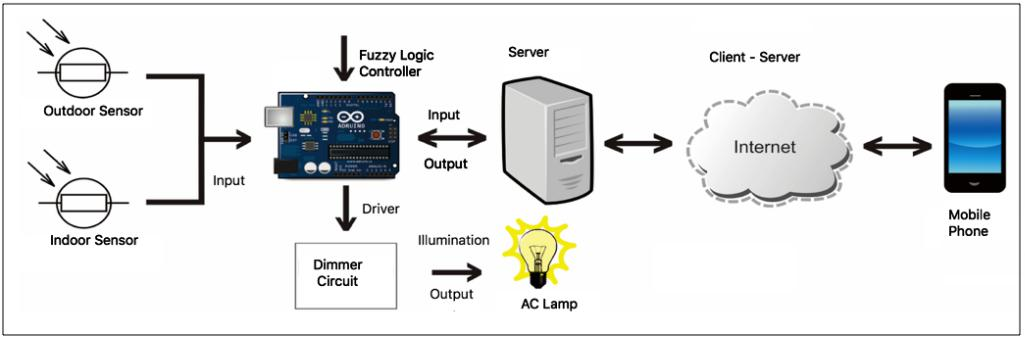 Outdoor Sensor
Indoor Sensor
Input
Fuzzy Logic
Controller
Driver
Dimmer
Circuit
Input
Output
Illumination
Output
Server
AC Lamp
Client - Server
Internet
Mobile
Phone